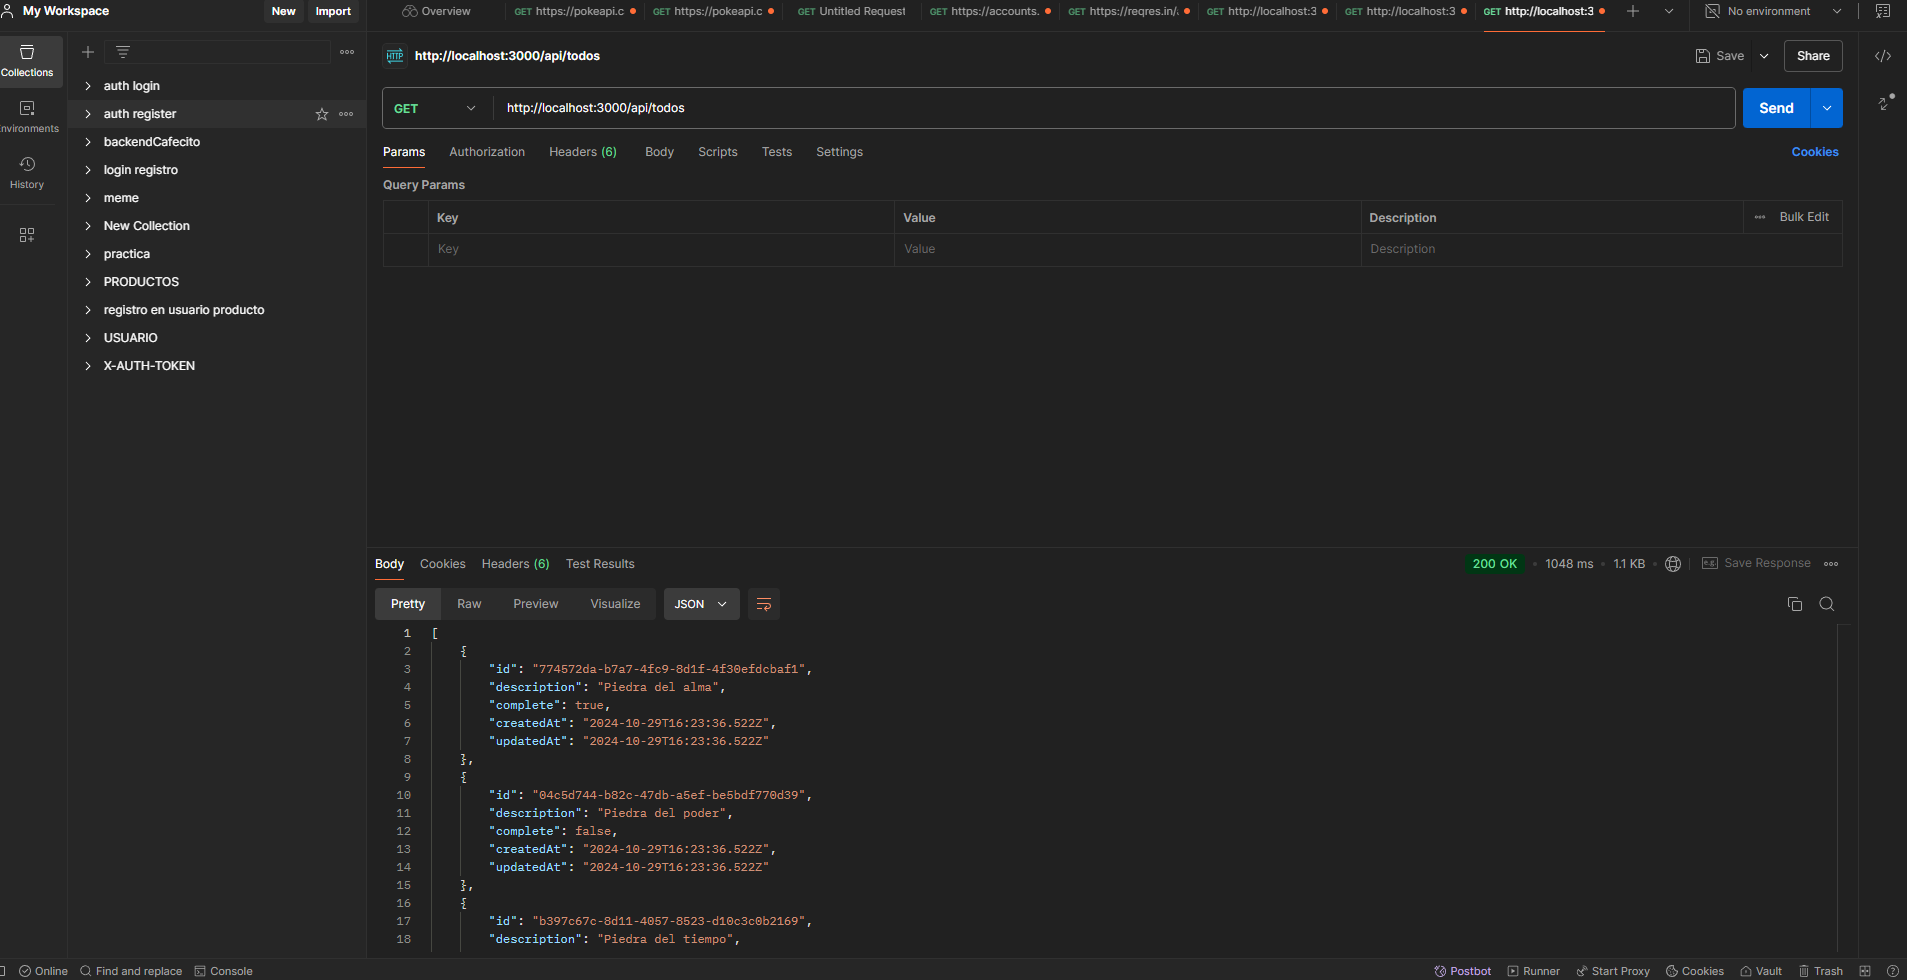 My Workspace
New
Import
Overview
GET https://pokeapi.c
GET https://pokeapi.c
GET Untitled Request
GET https://accounts.
GET https://reqres.in/
GET http://localhost:3
GET http://localhost:3
GET http://localhost:3
No environment
Collections
nvironments
History
auth login
auth register
backendCafecito
login registro
meme
New Collection
practica
PRODUCTOS
registro en usuario producto
USUARIO
X-AUTH-TOKEN
HTTP http://localhost:3000/api/todos
Save
Share
GET http://localhost:3000/api/todos
Send
Params Authorization Headers (6) Body Scripts Tests Settings
Cookies
Query Params
Key Value Description Bulk Edit
Key Value Description
Body Cookies Headers (6) Test Results
200 OK 1048 ms 1.1 KB e.g. Save Response
Pretty Raw Preview Visualize JSON
1 [
2 {
3 "id": "774572da-b7a7-4fc9-8d1f-4f30efdcbaf1",
4 "description": "Piedra del alma",
5 "complete": true,
6 "createdAt": "2024-10-29T16:23:36.522Z",
7 "updatedAt": "2024-10-29T16:23:36.522Z"
8 },
9 {
10 "id": "04c5d744-b82c-47db-a5ef-be5bdf770d39",
11 "description": "Piedra del poder",
12 "complete": false,
13 "createdAt": "2024-10-29T16:23:36.522Z",
14 "updatedAt": "2024-10-29T16:23:36.522Z"
15 },
16 {
17 "id": "b397c67c-8d11-4057-8523-d10c3c0b2169",
18 "description": "Piedra del tiempo",
Online Find and replace Console
Postbot Runner Start Proxy Cookies Vault Trash